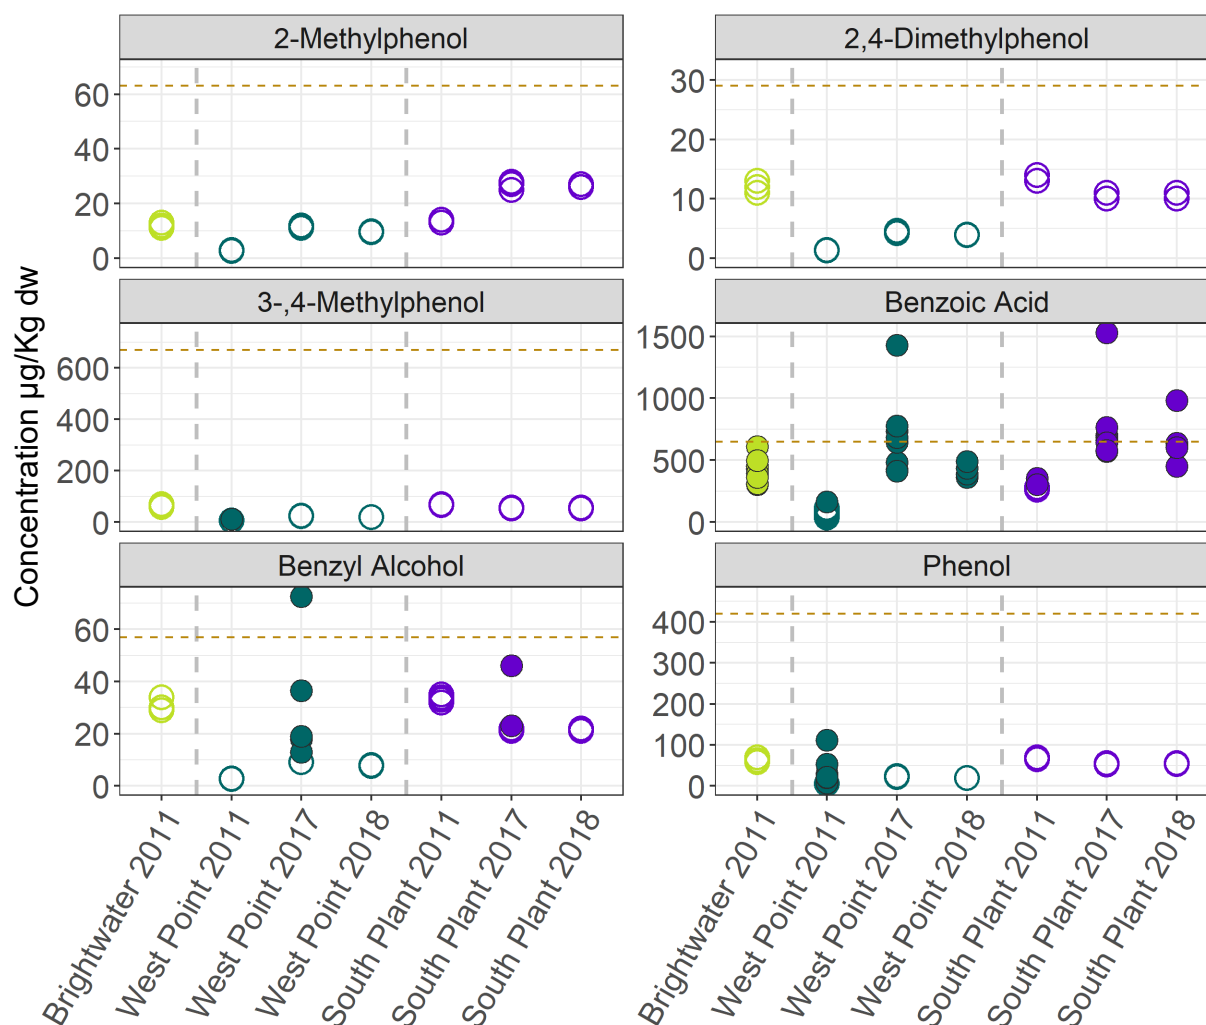 2-Methylphenol
2,4-Dimethylphenol
60
40
20
0
30
20
10
0
3-,4-Methylphenol
Benzoic Acid
600
400
200
0
1500
1000
500
0
Concentration µg/Kg dw
Benzyl Alcohol
Phenol
60
40
20
0
400
300
200
100
0
Brightwater 2011
West Point 2011
West Point 2017
West Point 2018
South Plant 2011
South Plant 2017
South Plant 2018
Brightwater 2011
West Point 2011
West Point 2017
West Point 2018
South Plant 2011
South Plant 2017
South Plant 2018